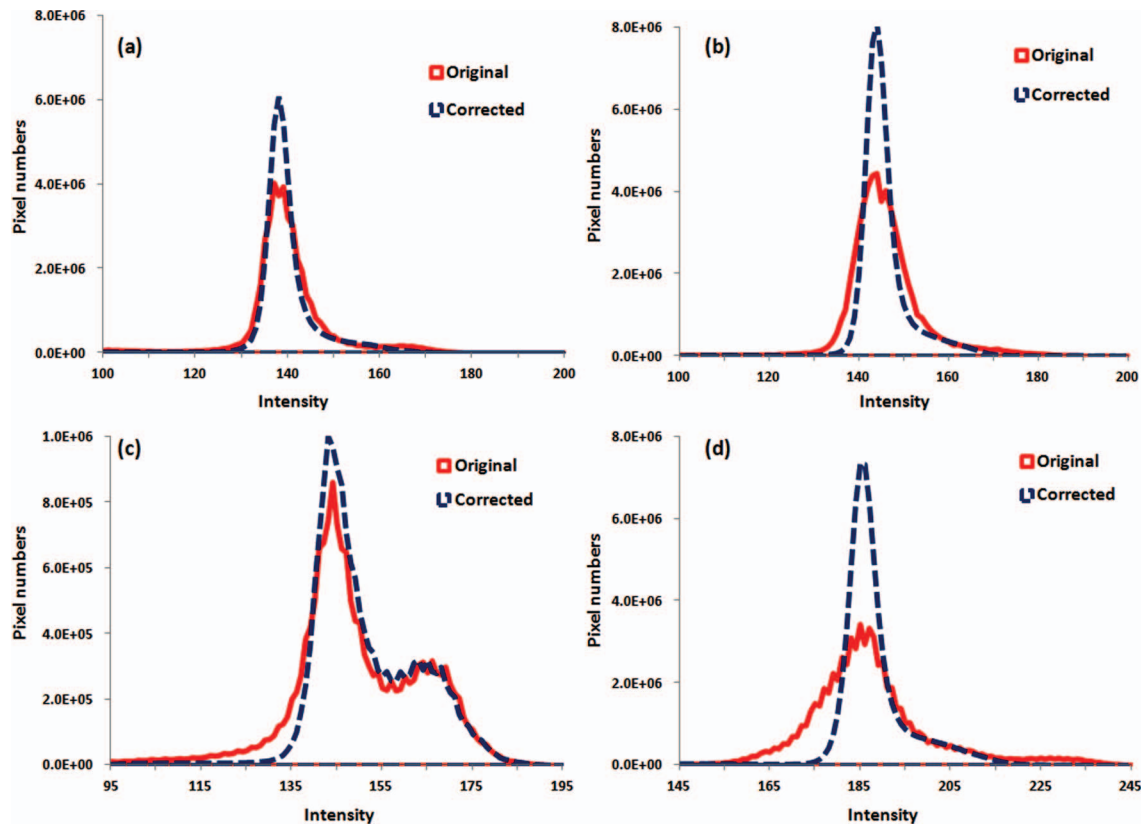 8.0E+06
(a)
Original
6.0E+06
Corrected
4.0E+06
2.0E+06
0.0E+00
Pixel numbers
100 120 140 160 180 200
Intensity
8.0E+06
(b)
Original
6.0E+06
Corrected
4.0E+06
2.0E+06
0.0E+00
Pixel numbers
100 120 140 160 180 200
Intensity
1.0E+06
(c)
Original
8.0E+05
Corrected
6.0E+05
4.0E+05
2.0E+05
0.0E+00
Pixel numbers
95 115 135 155 175 195
Intensity
8.0E+06
(d)
Original
6.0E+06
Corrected
4.0E+06
2.0E+06
0.0E+00
Pixel numbers
145 165 185 205 225 245
Intensity